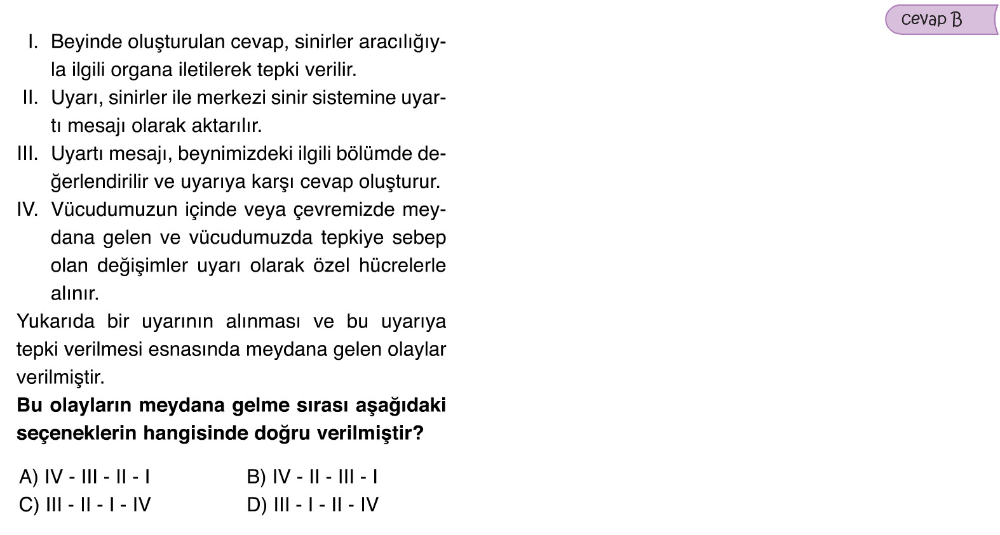 cevap B
I. Beyinde oluşturulan cevap, sinirler aracılığıy-
la ilgili organa iletilerek tepki verilir.
II. Uyarı, sinirler ile merkezi sinir sistemine uyar-
tı mesajı olarak aktarılır.
III. Uyartı mesajı, beynimizdeki ilgili bölümde de-
ğerlendirilir ve uyarıya karşı cevap oluşturur.
IV. Vücudumuzun içinde veya çevremizde mey-
dana gelen ve vücudumuzda tepkiye sebep
olan değişimler uyarı olarak özel hücrelerle
alınır.
Yukarıda bir uyarının alınması ve bu uyarıya
tepki verilmesi esnasında meydana gelen olaylar
verilmiştir.
Bu olayların meydana gelme sırası aşağıdaki
seçeneklerin hangisinde doğru verilmiştir?
A) IV - III - II - I B) IV - II - III - I
C) III - II - I - IV D) III - I - II - IV